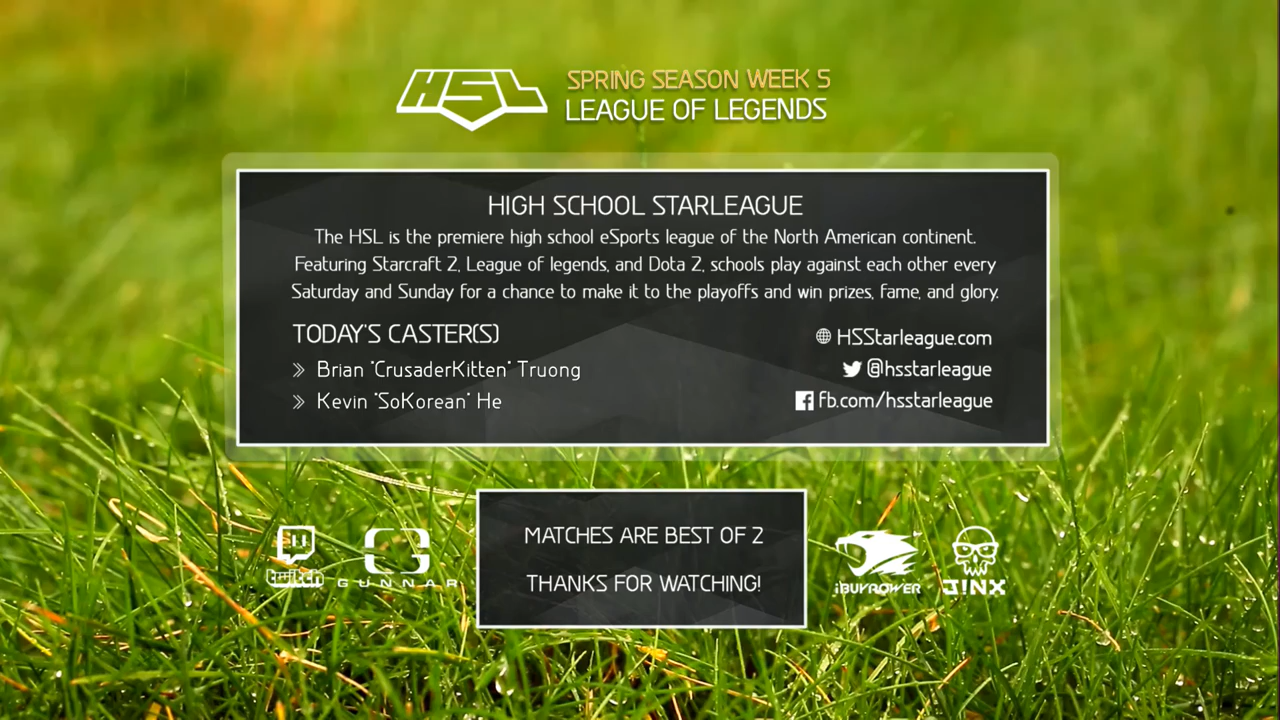 HSL
SPRING SEASON WEEK 5
LEAGUE OF LEGENDS
HIGH SCHOOL STARLEAGUE
The HSL is the premiere high school eSports league of the North American continent.
Featuring Starcraft 2, League of legends, and Dota 2, schools play against each other every
Saturday and Sunday for a chance to make it to the playoffs and win prizes, fame, and glory.
TODAY'S CASTER(S)
Brian "CrusaderKitten" Truong
Kevin "SoKorean" He
HSStarleague.com
@hsstarleague
fb.com/hsstarleague
MATCHES ARE BEST OF 2
THANKS FOR WATCHING!
twitch
GUNNAR
iBUYPOWER
J!NX